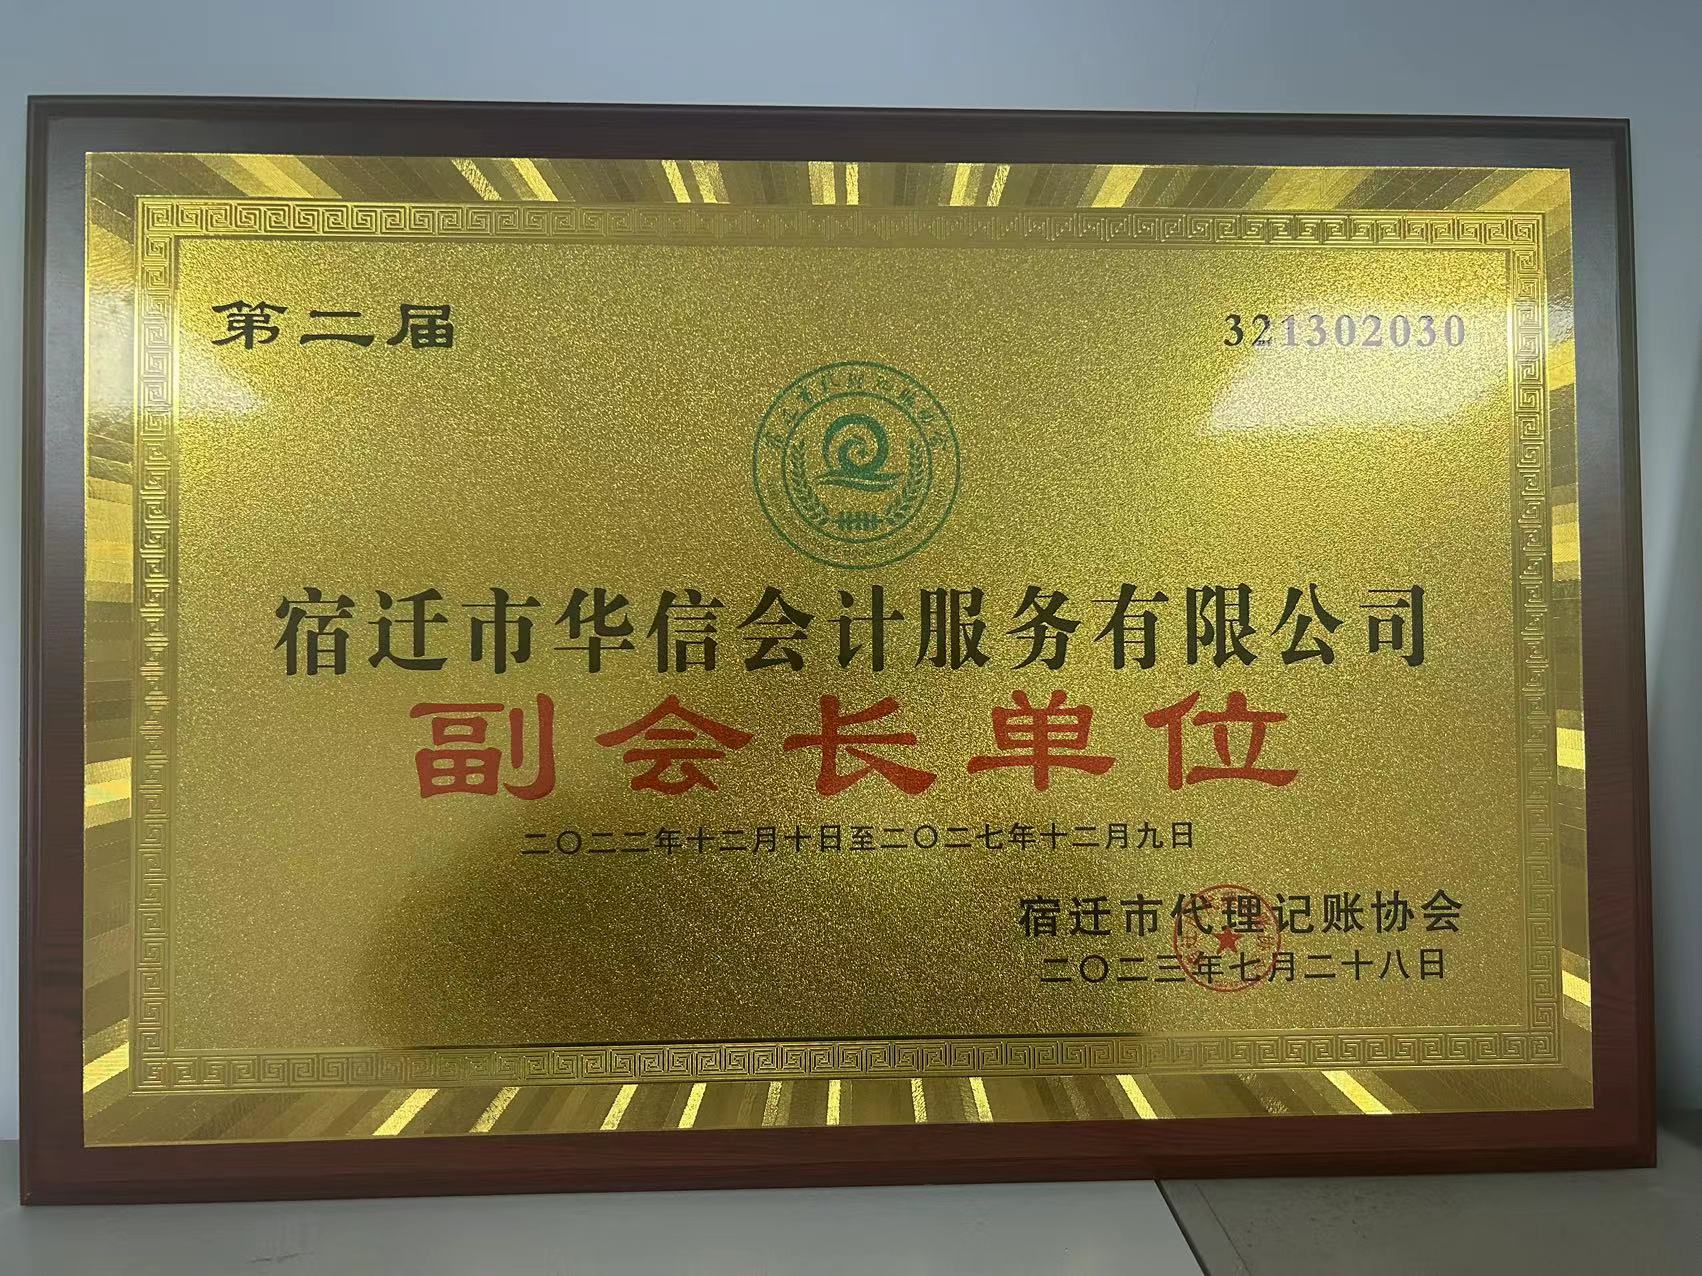 第二届
321302030
宿迁市华信会计服务有限公司
副会长单位
二〇二二年十二月十日至二〇二七年十二月九日
宿迁市代理记账协会
二〇二三年七月二十八日